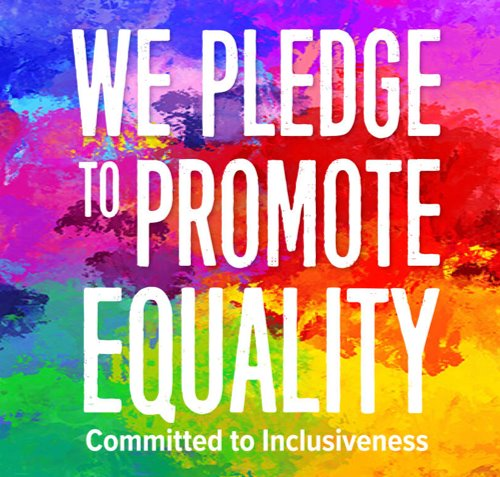 WE PLEDGE
TO PROMOTE
EQUALITY
Committed to Inclusiveness